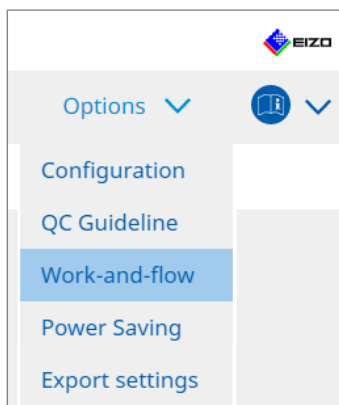 EIZO
Options
Configuration
QC Guideline
Work-and-flow
Power Saving
Export settings